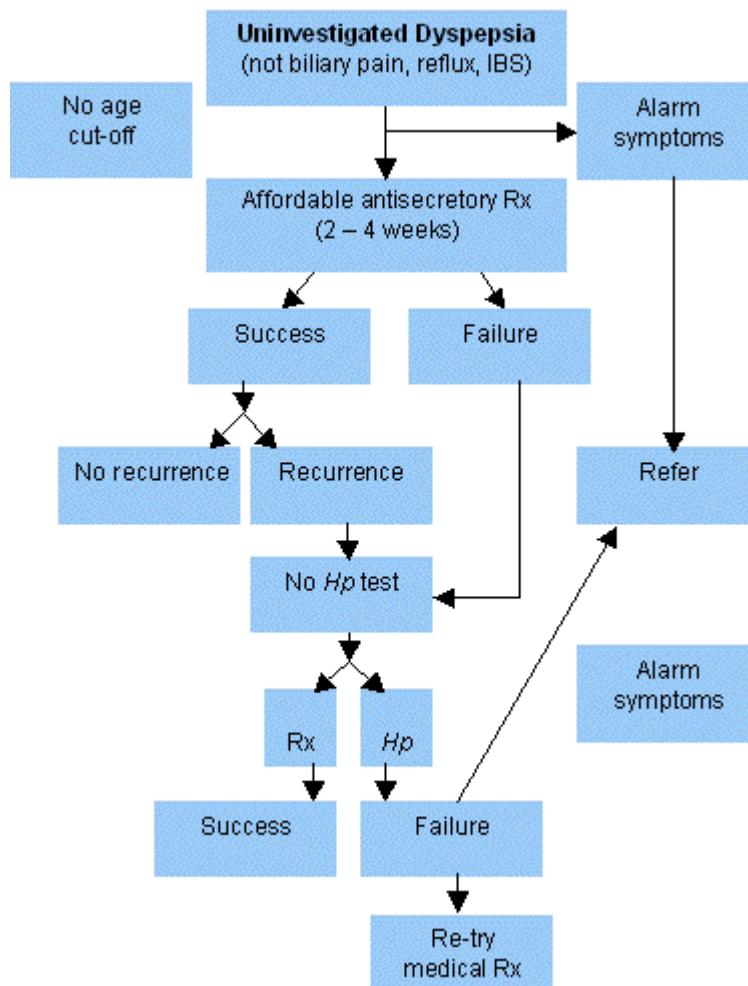 Uninvestigated Dyspepsia
(not biliary pain, reflux, IBS)
No age
cut-off
Alarm
symptoms
Affordable antisecretory Rx
(2 – 4 weeks)
Success
Failure
No recurrence
Recurrence
Refer
No Hp test
Alarm
symptoms
Rx
Hp
Success
Failure
Re-try
medical Rx